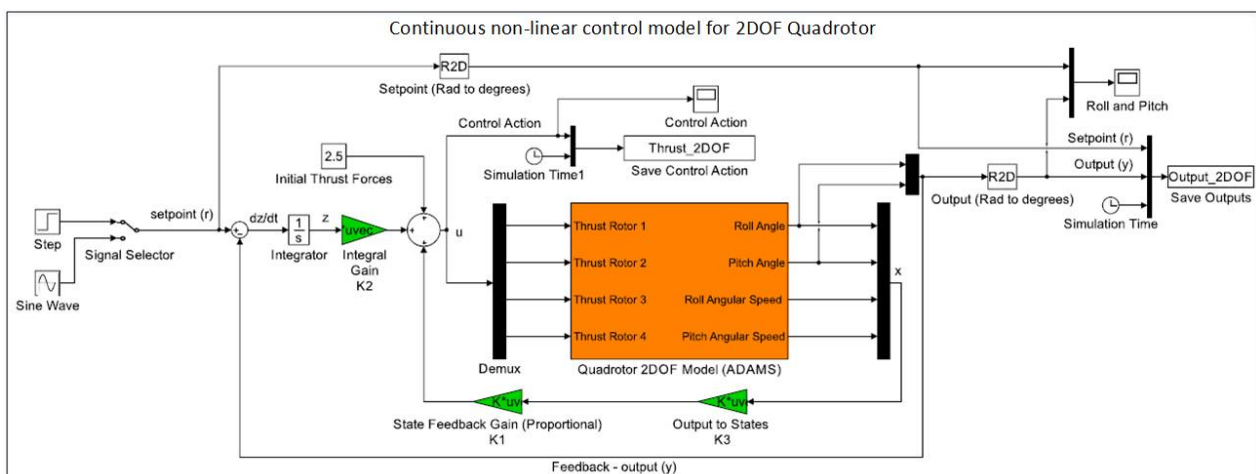 Continuous non-linear control model for 2DOF Quadrotor
R2D
Setpoint (Rad to degrees)
Roll and Pitch
Control Action
Control Action
Thrust_2DOF
Simulation Time1
Save Control Action
2.5
Initial Thrust Forces
Setpoint (r)
Output (y)
R2D
Output (Rad to degrees)
Output_2DOF
Save Outputs
Simulation Time
Step
Sine Wave
Signal Selector
setpoint (r)
+
-
dz/dt
1
s
Integrator
z
*uvec
Integral
Gain
K2
+
+
+
u
Demux
Thrust Rotor 1
Thrust Rotor 2
Thrust Rotor 3
Thrust Rotor 4
Roll Angle
Pitch Angle
Roll Angular Speed
Pitch Angular Speed
Quadrotor 2DOF Model (ADAMS)
x
K*uv
State Feedback Gain (Proportional)
K1
K*uv
Output to States
K3
Feedback - output (y)